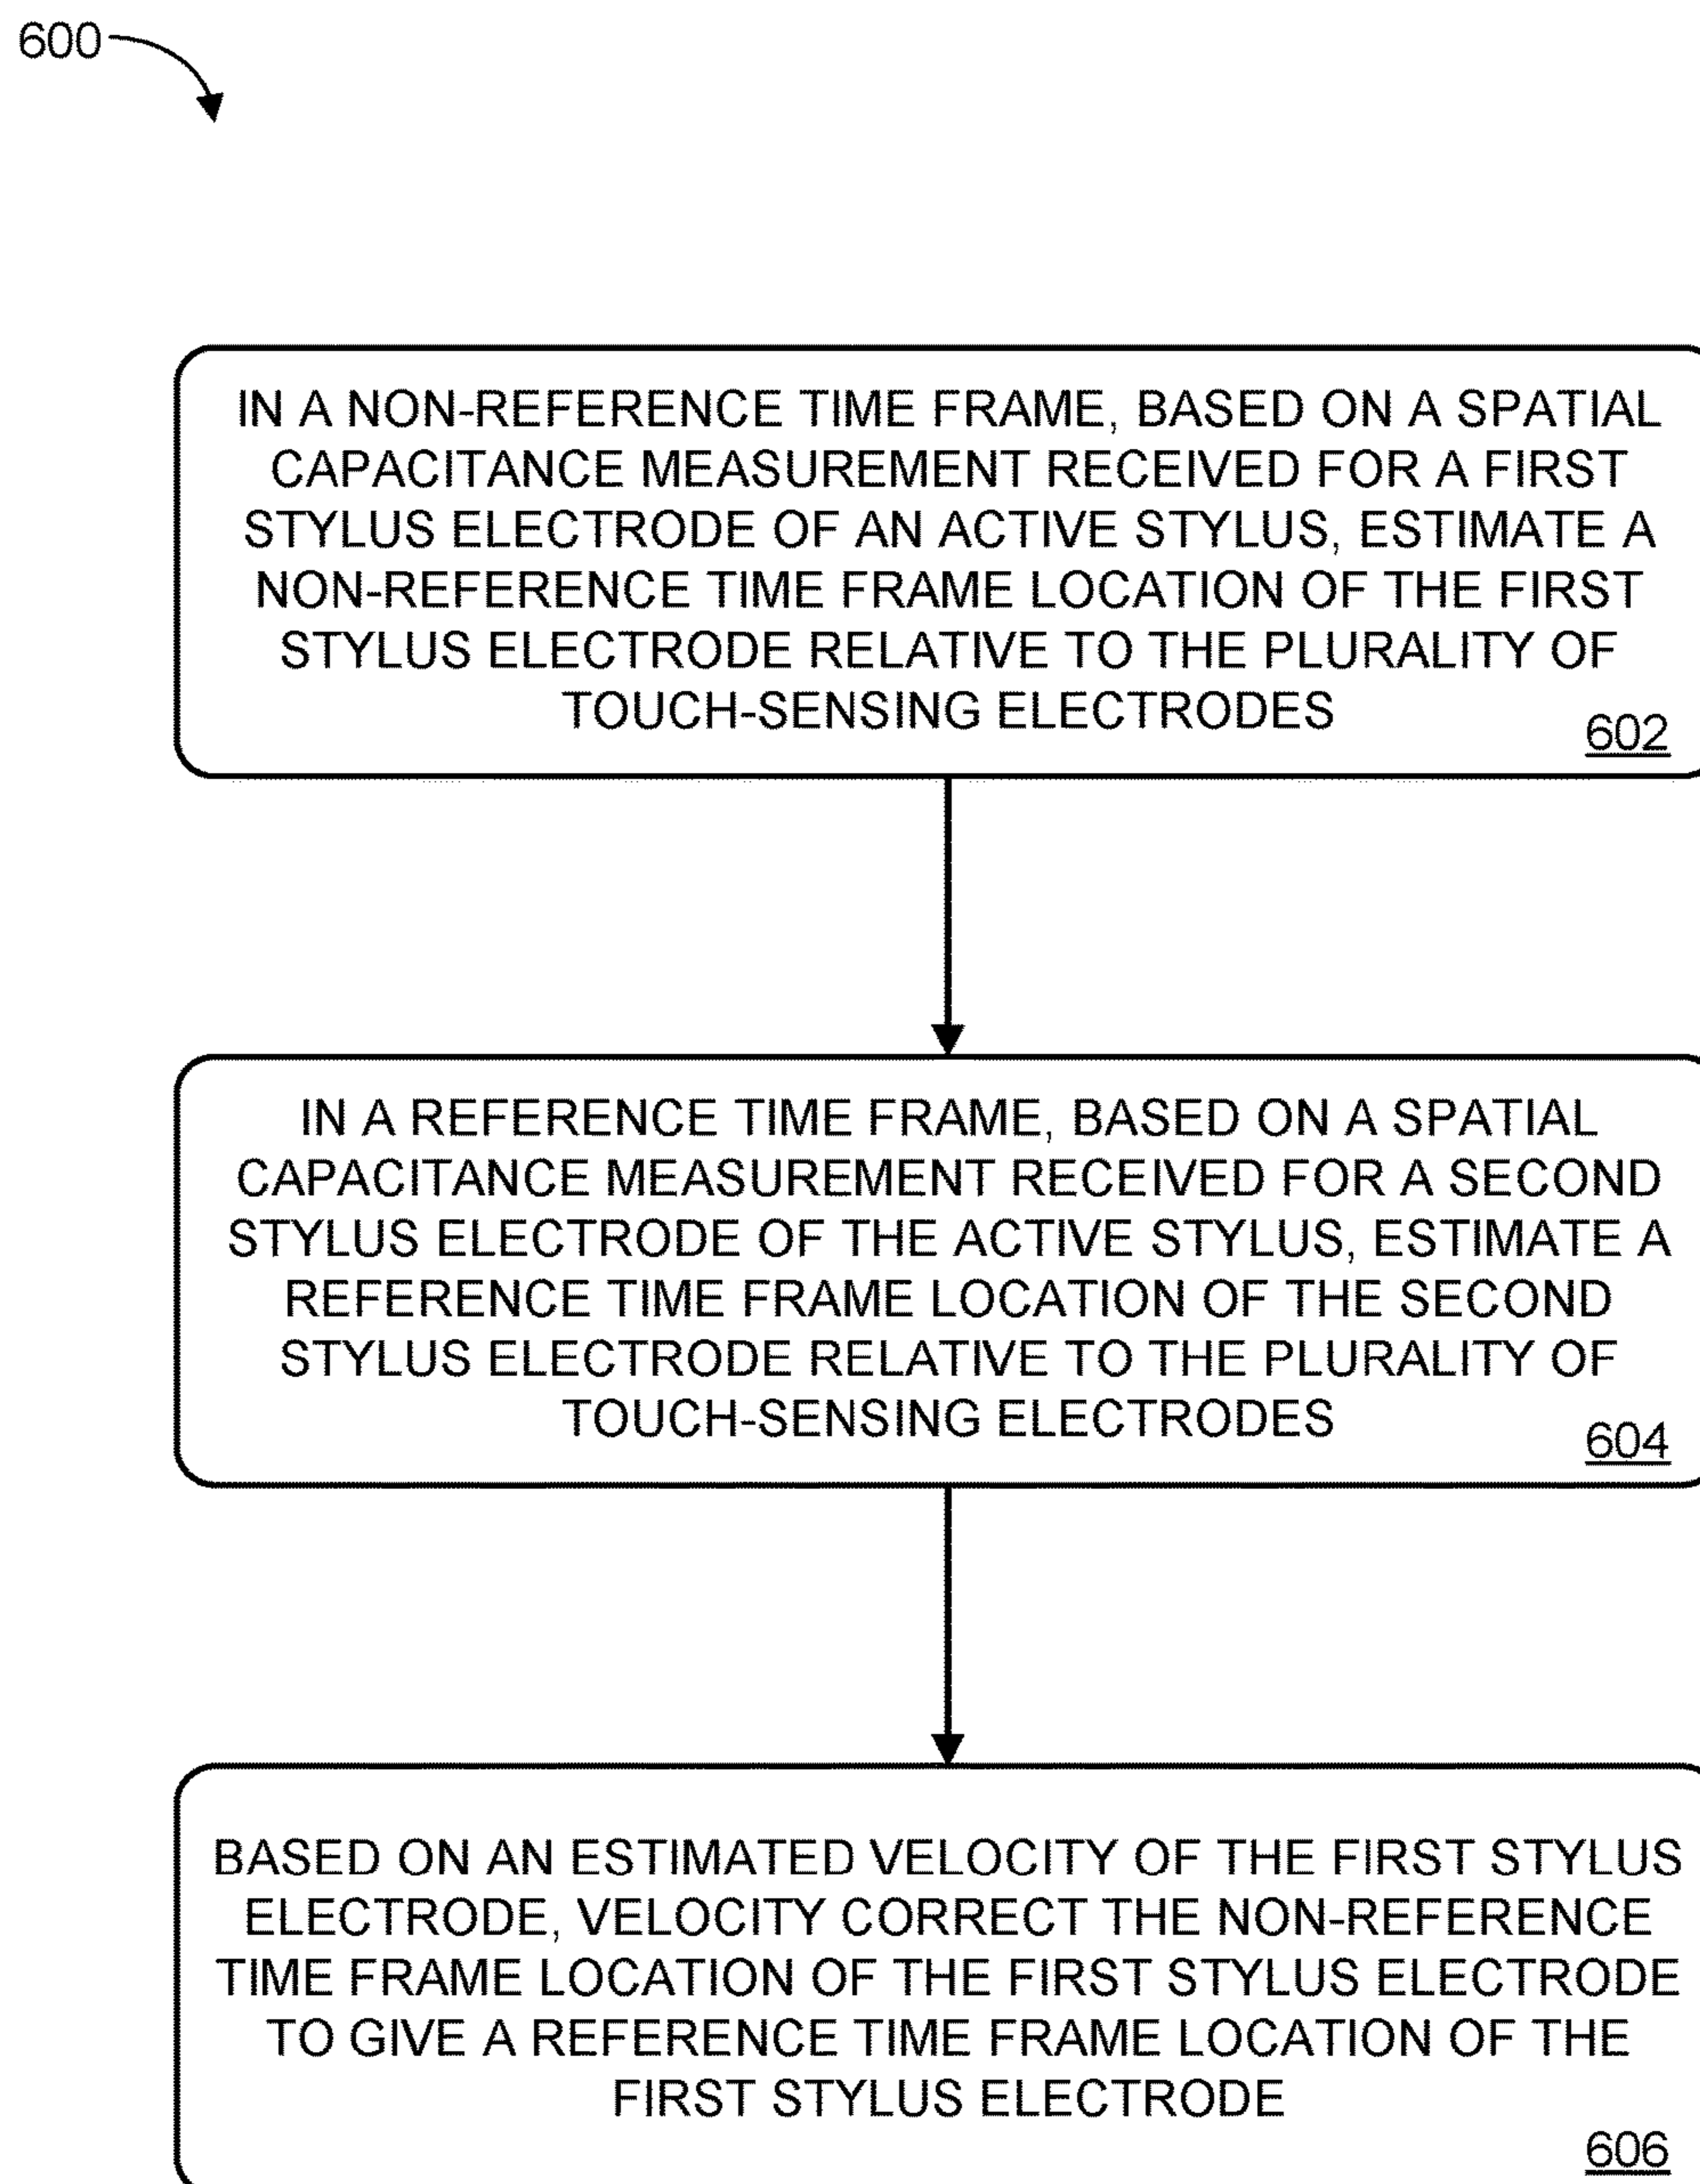 600
IN A NON-REFERENCE TIME FRAME, BASED ON A SPATIAL
CAPACITANCE MEASUREMENT RECEIVED FOR A FIRST
STYLUS ELECTRODE OF AN ACTIVE STYLUS, ESTIMATE A
NON-REFERENCE TIME FRAME LOCATION OF THE FIRST
STYLUS ELECTRODE RELATIVE TO THE PLURALITY OF
TOUCH-SENSING ELECTRODES
602
IN A REFERENCE TIME FRAME, BASED ON A SPATIAL
CAPACITANCE MEASUREMENT RECEIVED FOR A SECOND
STYLUS ELECTRODE OF THE ACTIVE STYLUS, ESTIMATE A
REFERENCE TIME FRAME LOCATION OF THE SECOND
STYLUS ELECTRODE RELATIVE TO THE PLURALITY OF
TOUCH-SENSING ELECTRODES
604
BASED ON AN ESTIMATED VELOCITY OF THE FIRST STYLUS
ELECTRODE, VELOCITY CORRECT THE NON-REFERENCE
TIME FRAME LOCATION OF THE FIRST STYLUS ELECTRODE
TO GIVE A REFERENCE TIME FRAME LOCATION OF THE
FIRST STYLUS ELECTRODE
606